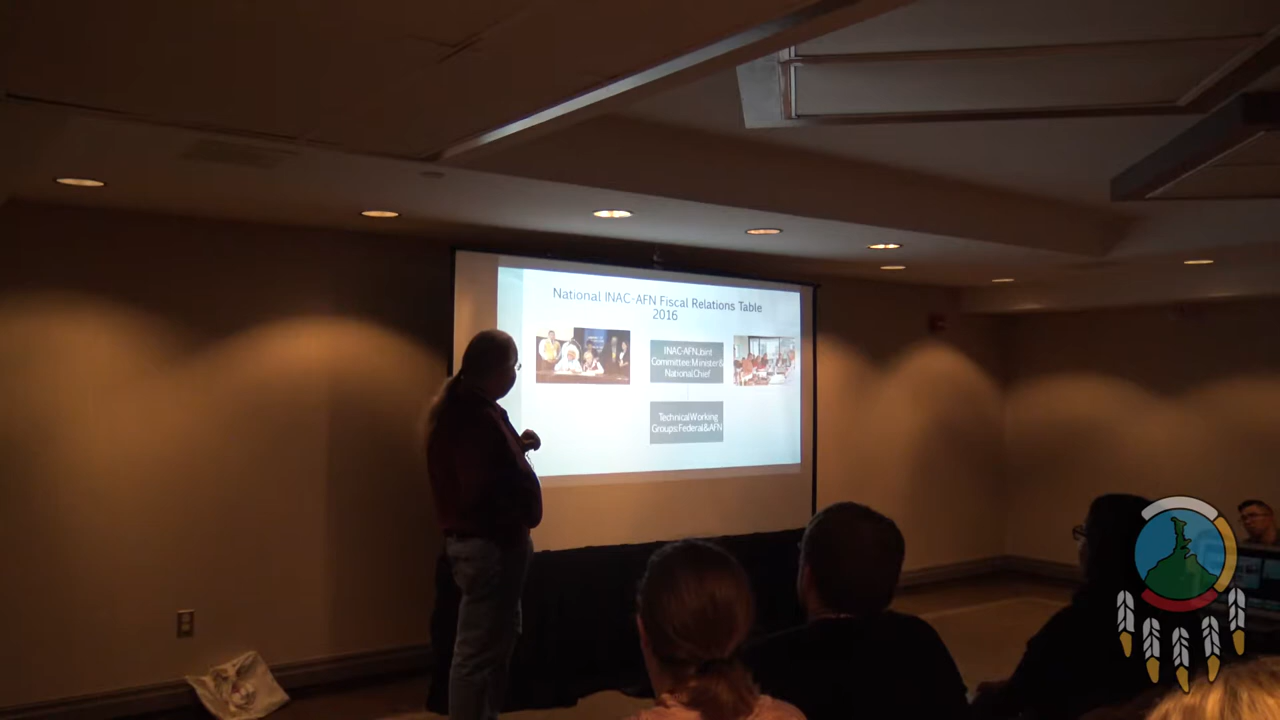 National INAC-AFN Fiscal Relations Table
2016
INAC-AFN Joint
Committee: Minister &
National Chief
Technical Working
Groups: Federal & AFN